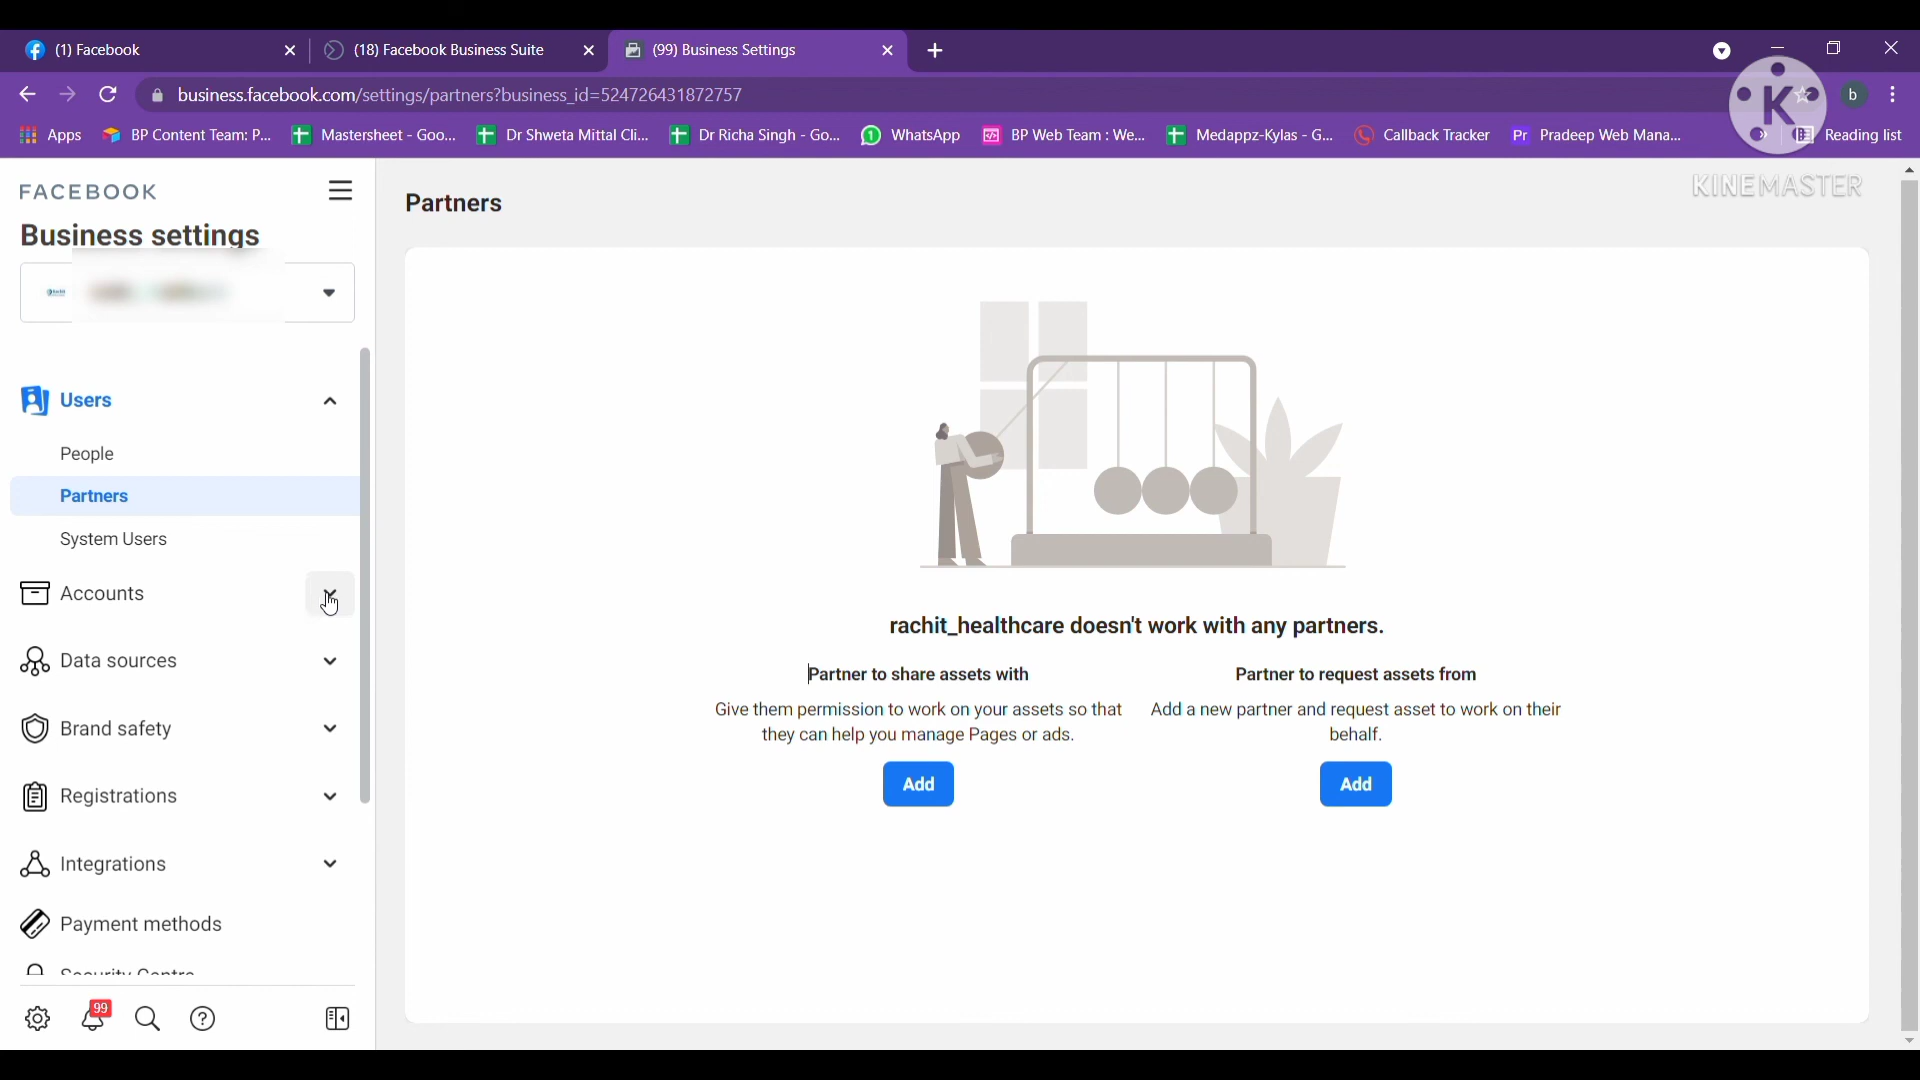 (1) Facebook
(18) Facebook Business Suite
(99) Business Settings
business.facebook.com/settings/partners?business_id=524726431872757
b
Apps
BP Content Team: P...
Mastersheet - Goo...
Dr Shweta Mittal Cli...
Dr Richa Singh - Go...
1
WhatsApp
BP Web Team : We...
Medappz-Kylas - G...
Callback Tracker
Pr
Pradeep Web Mana...
K
»
Reading list
KINEMASTER
FACEBOOK
Business settings
Partners
Users
People
Partners
System Users
Accounts
Data sources
Brand safety
Registrations
Integrations
Payment methods
Security Centre
99
rachit_healthcare doesn't work with any partners.
Partner to share assets with
Give them permission to work on your assets so that
they can help you manage Pages or ads.
Add
Partner to request assets from
Add a new partner and request asset to work on their
behalf.
Add